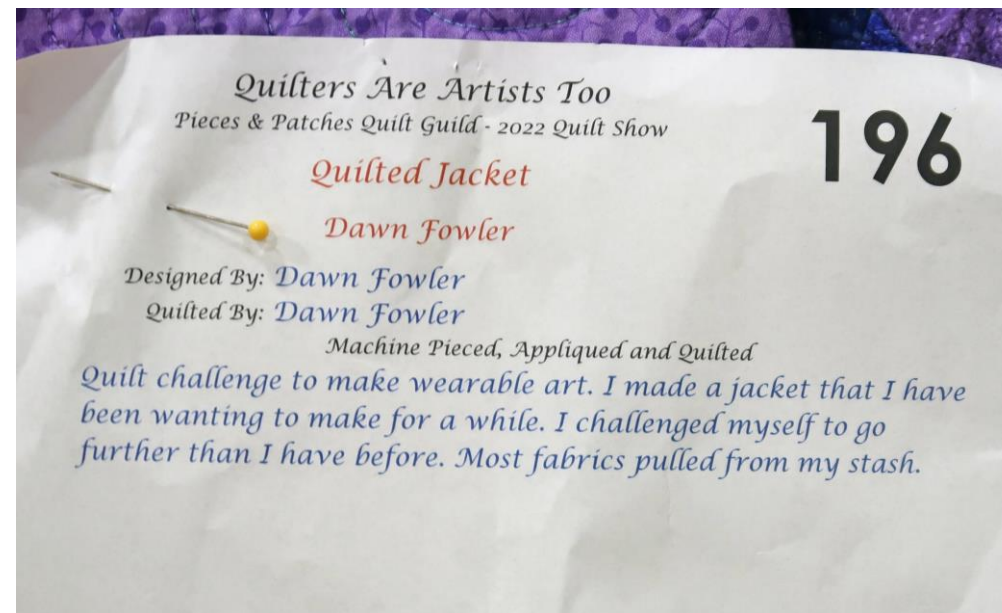 Quilters Are Artists Too
Pieces & Patches Quilt Guild - 2022 Quilt Show
196
Quilted Jacket
Dawn Fowler
Designed By: Dawn Fowler
Quilted By: Dawn Fowler
Machine Pieced, Appliqued and Quilted
Quilt challenge to make wearable art. I made a jacket that I have
been wanting to make for a while. I challenged myself to go
further than I have before. Most fabrics pulled from my stash.